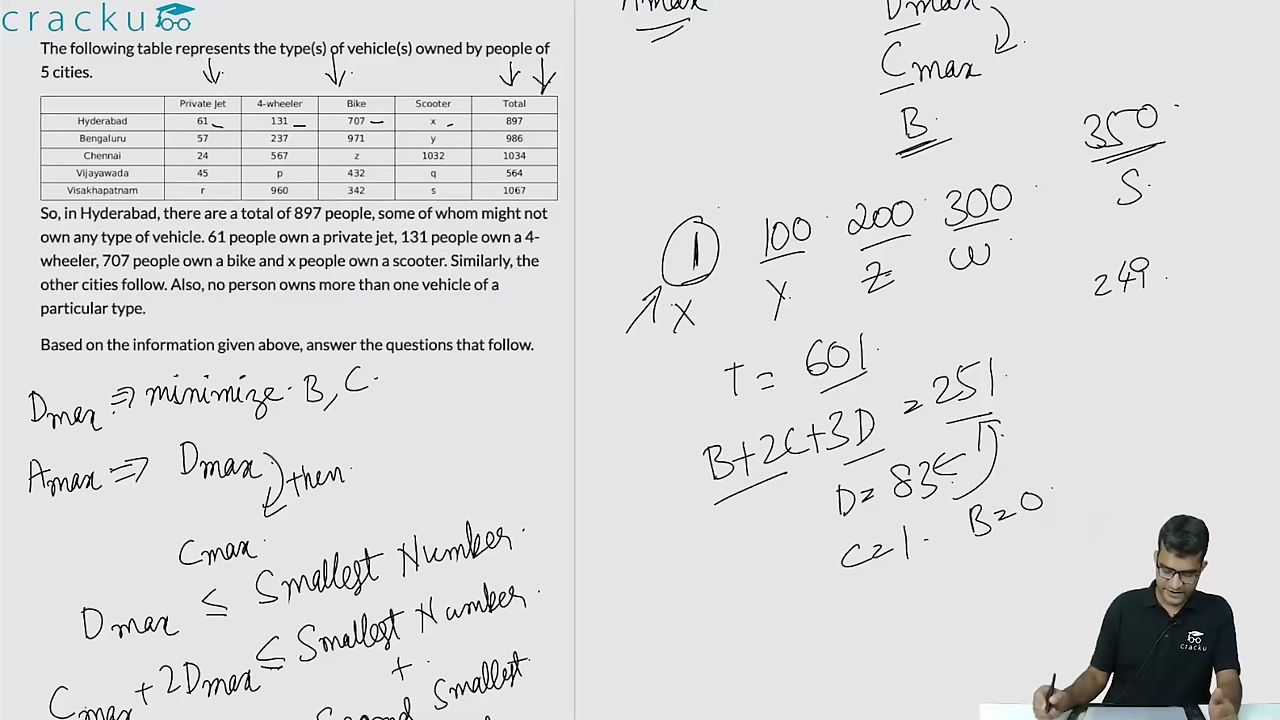 cracku
The following table represents the type(s) of vehicle(s) owned by people of
5 cities.
Private Jet 4-wheeler Bike Scooter Total
Hyderabad 61 131 707 x 897
Bengaluru 57 237 971 y 986
Chennai 24 567 z 1032 1034
Vijayawada 45 p 432 q 564
Visakhapatnam r 960 342 s 1067
So, in Hyderabad, there are a total of 897 people, some of whom might not
own any type of vehicle. 61 people own a private jet, 131 people own a 4-
wheeler, 707 people own a bike and x people own a scooter. Similarly, the
other cities follow. Also, no person owns more than one vehicle of a
particular type.
Based on the information given above, answer the questions that follow.
Dmax ⇒ minimize B, C.
Amax ⇒ Dmax then
Cmax
Dmax ≤ Smallest Number.
Cmax + 2Dmax ≤ Smallest Number
+
Second Smallest
Amax Dmax
Cmax
B
350
S
1 100 200 300
X Y Z W
249
T = 601
B+2C+3D = 251
D = 83
C=1. B=0
cracku